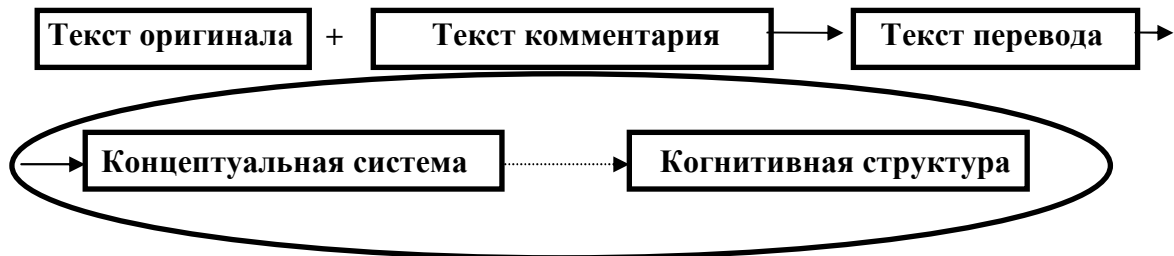 Текст оригинала + Текст комментария Текст перевода
Концептуальная система Когнитивная структура